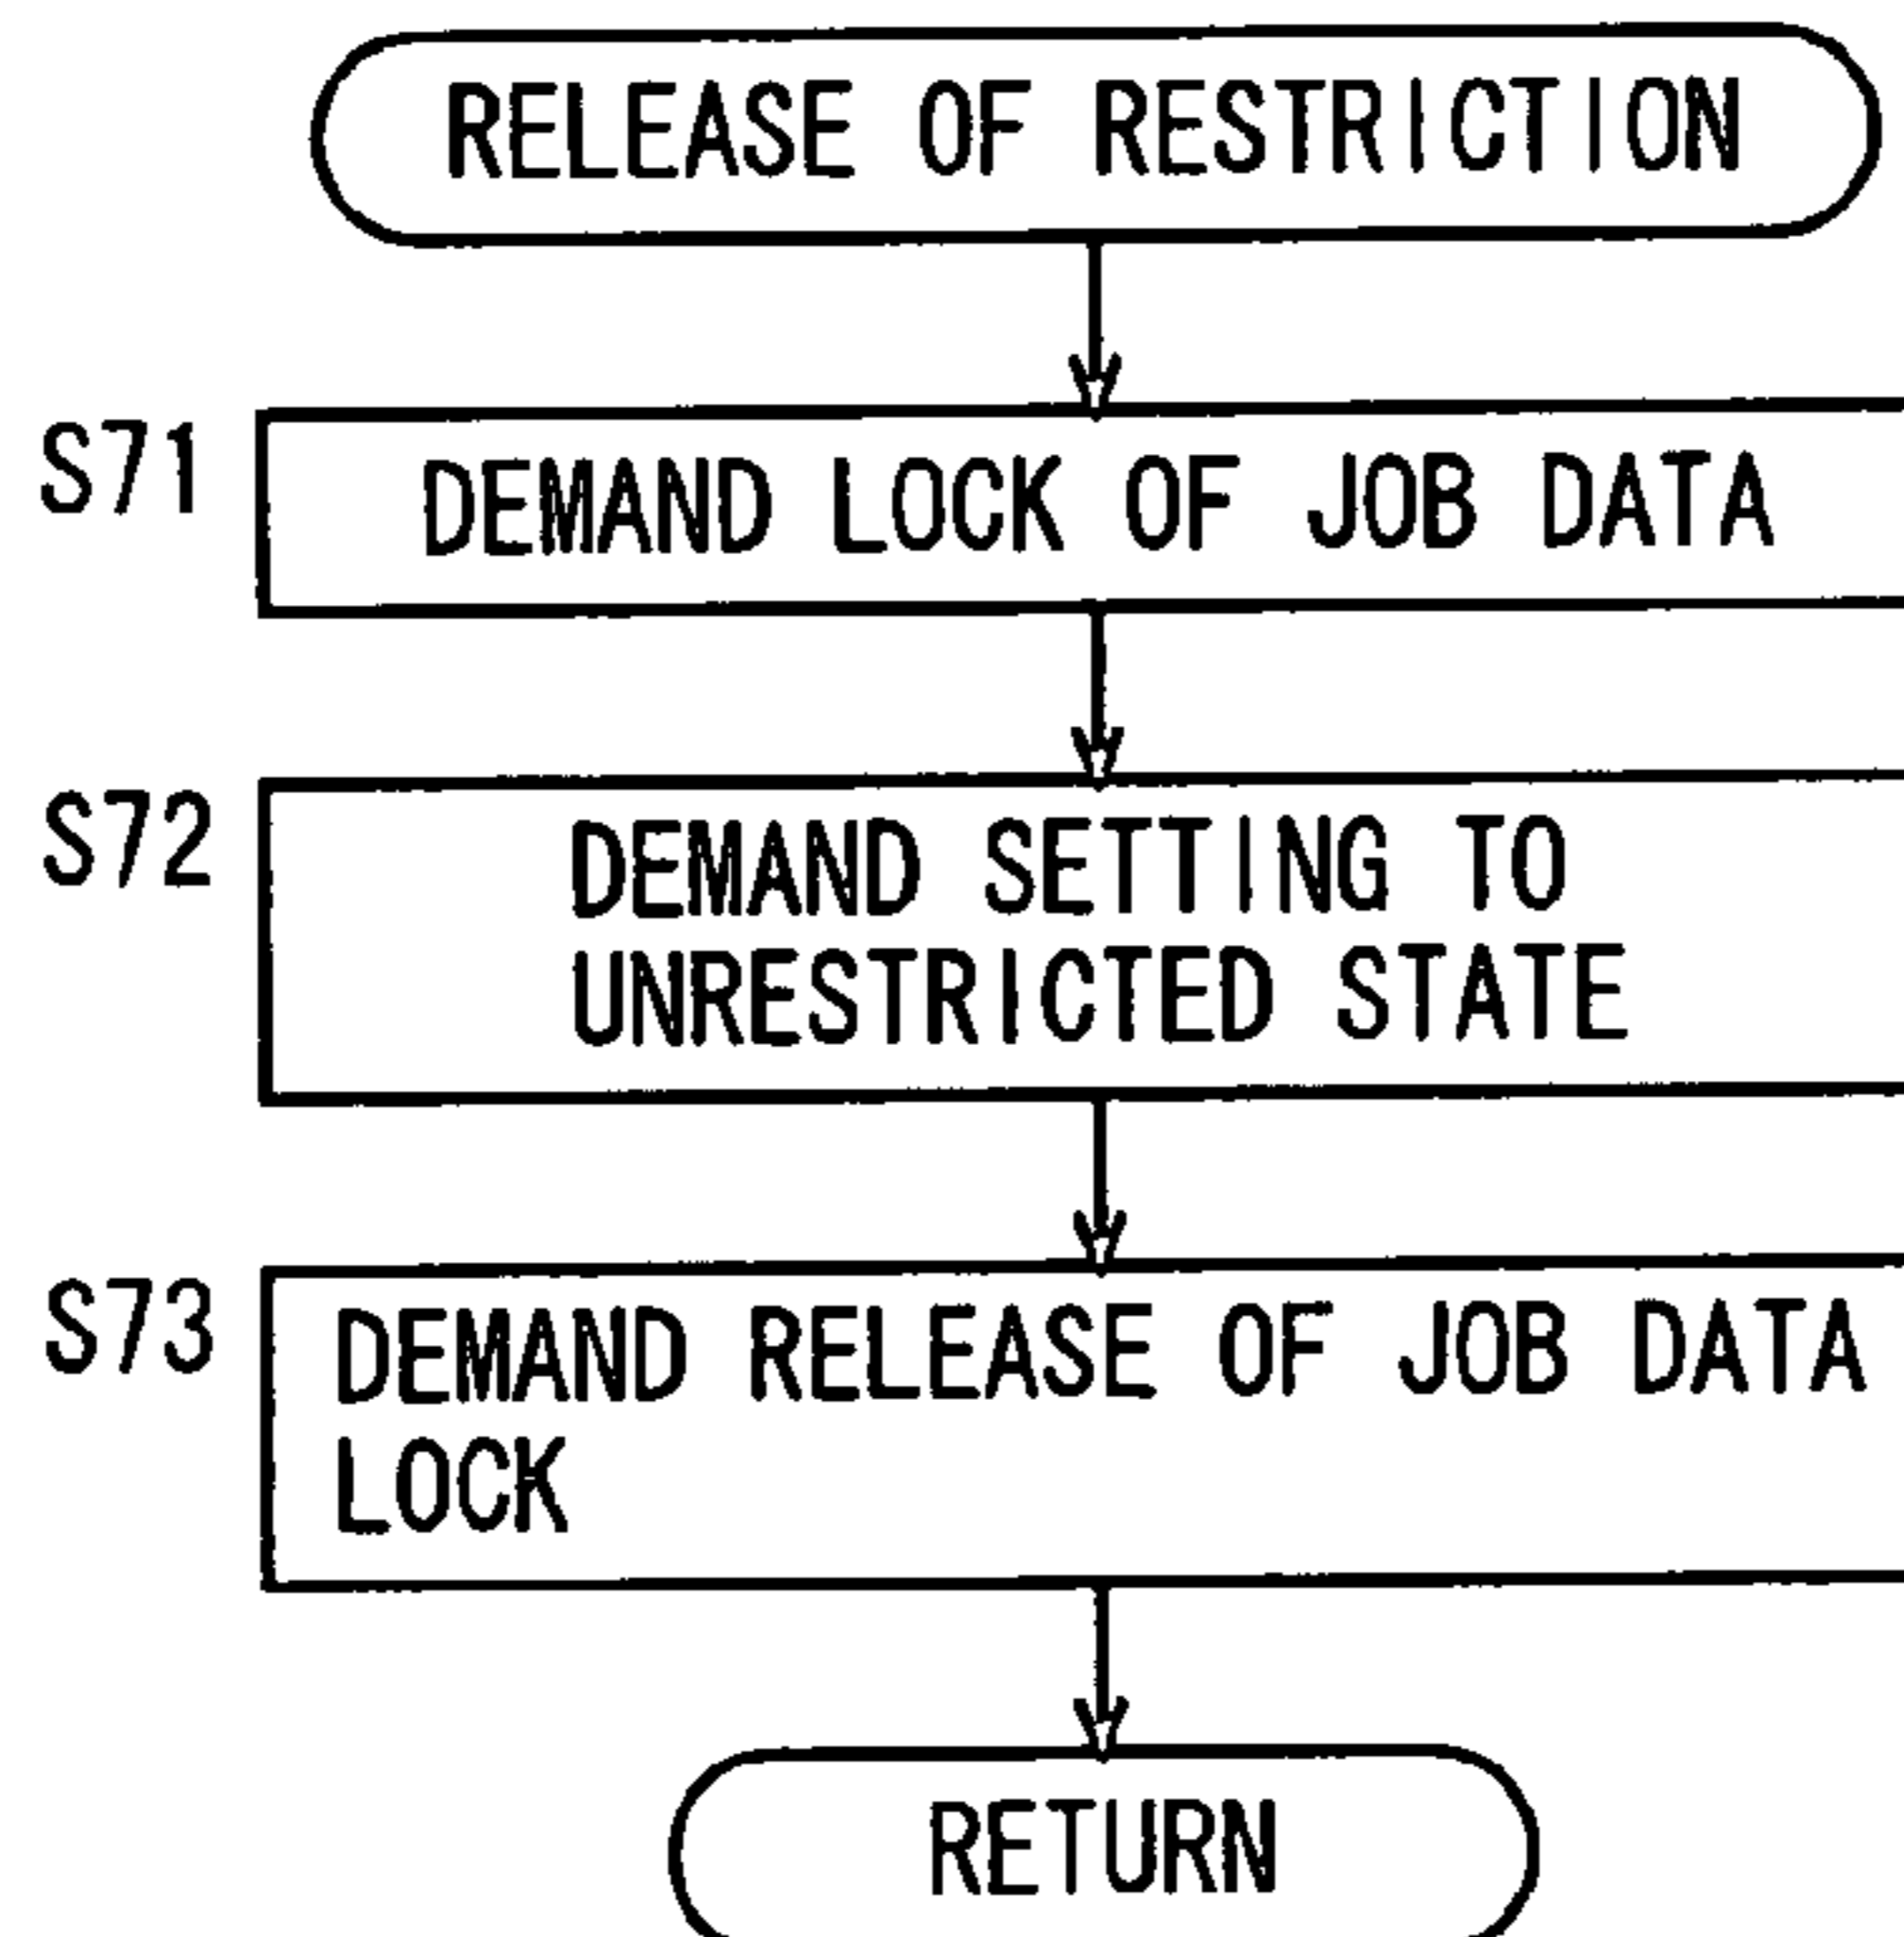 RELEASE OF RESTRICTION
S71
DEMAND LOCK OF JOB DATA
S72
DEMAND SETTING TO
UNRESTRICTED STATE
S73
DEMAND RELEASE OF JOB DATA
LOCK
RETURN